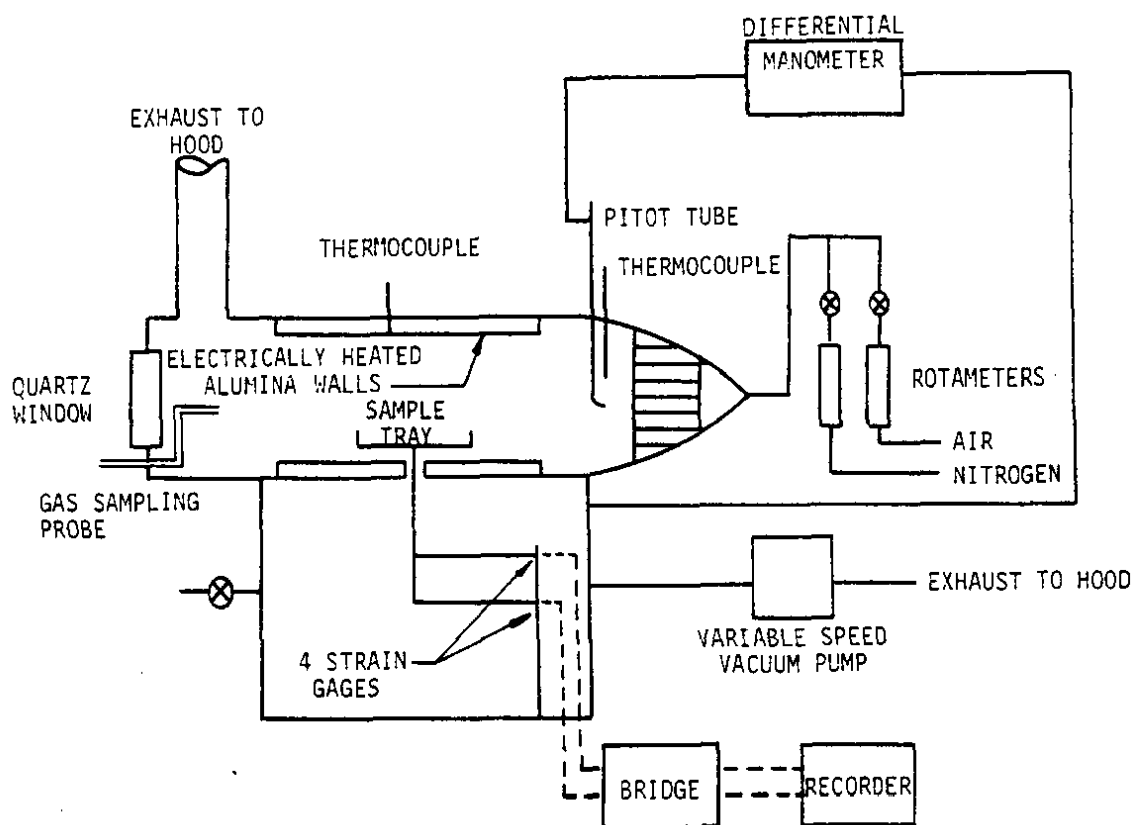 DIFFERENTIAL
MANOMETER
EXHAUST TO
HOOD
PITOT TUBE
THERMOCOUPLE
THERMOCOUPLE
ELECTRICALLY HEATED
ALUMINA WALLS
QUARTZ
WINDOW
SAMPLE
TRAY
ROTAMETERS
AIR
NITROGEN
GAS SAMPLING
PROBE
EXHAUST TO HOOD
VARIABLE SPEED
VACUUM PUMP
4 STRAIN
GAGES
BRIDGE
RECORDER